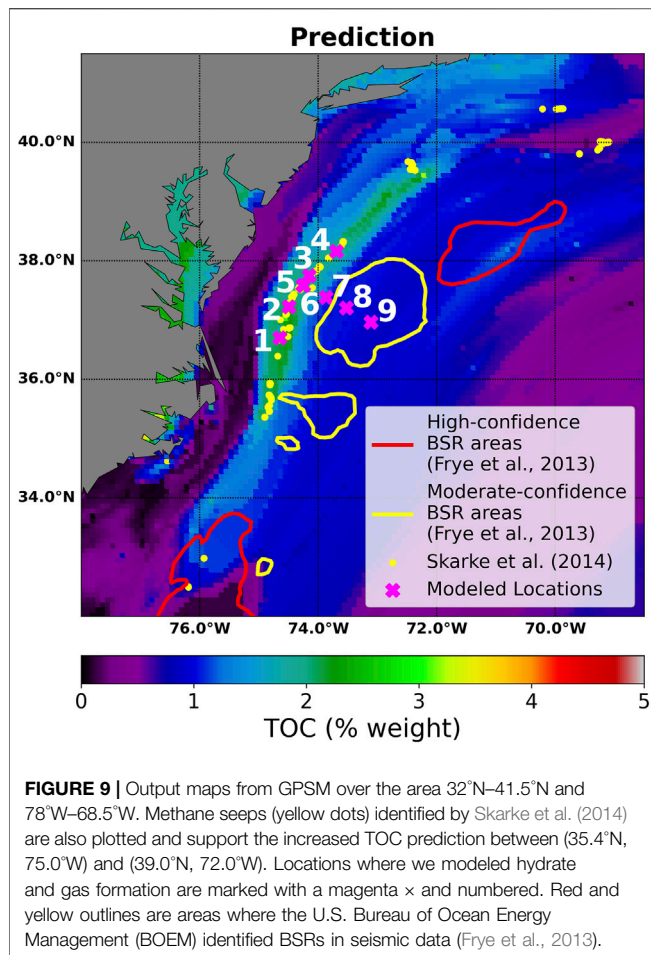 Prediction
40.0°N
38.0°N
36.0°N
34.0°N
4
3
5
7
2
6
8
9
1
High-confidence
BSR areas
(Frye et al., 2013)
Moderate-confidence
BSR areas
(Frye et al., 2013)
Skarke et al. (2014)
Modeled Locations
76.0°W 74.0°W 72.0°W 70.0°W
0 1 2 3 4 5
TOC (% weight)
FIGURE 9 | Output maps from GPSM over the area 32°N–41.5°N and
78°W–68.5°W. Methane seeps (yellow dots) identified by Skarke et al. (2014)
are also plotted and support the increased TOC prediction between (35.4°N,
75.0°W) and (39.0°N, 72.0°W). Locations where we modeled hydrate
and gas formation are marked with a magenta × and numbered. Red and
yellow outlines are areas where the U.S. Bureau of Ocean Energy
Management (BOEM) identified BSRs in seismic data (Frye et al., 2013).